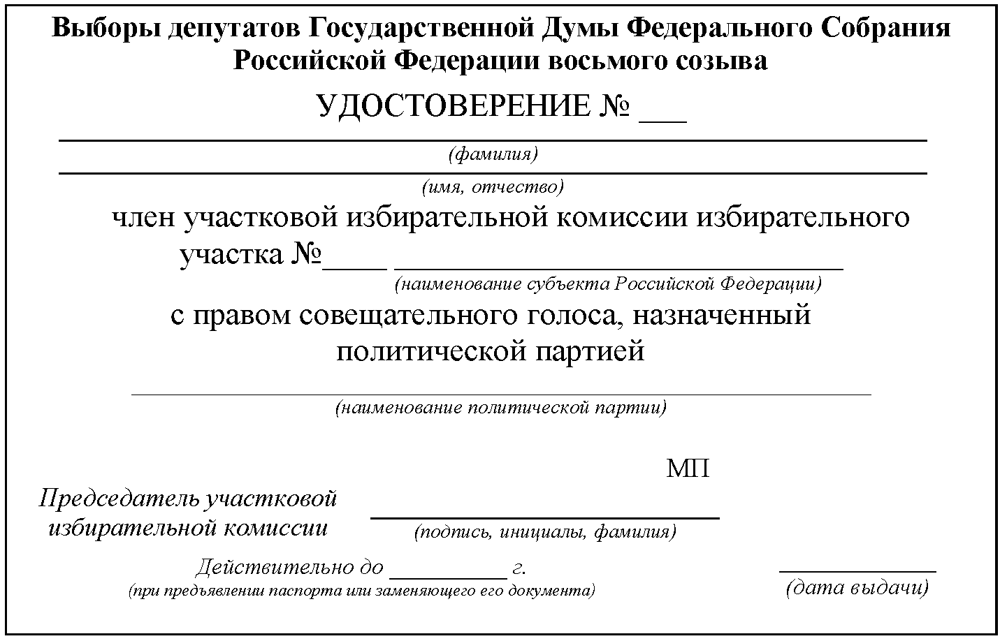 Выборы депутатов Государственной Думы Федерального Собрания
Российской Федерации восьмого созыва
УДОСТОВЕРЕНИЕ № ___
(фамилия)
(имя, отчество)
член участковой избирательной комиссии избирательного
участка №____ ____________________________
(наименование субъекта Российской Федерации)
с правом совещательного голоса, назначенный
политической партией
(наименование политической партии)
МП
Председатель участковой
избирательной комиссии
(подпись, инициалы, фамилия)
Действительно до __________ г.
(при предъявлении паспорта или заменяющего его документа)
(дата выдачи)